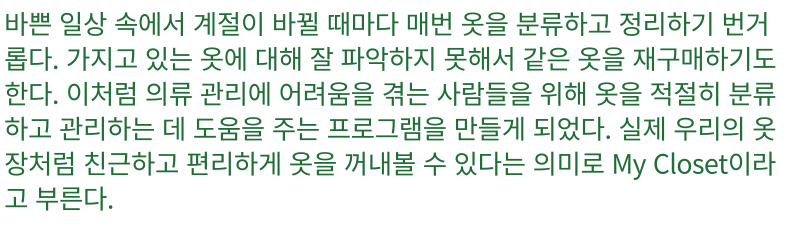 바쁜 일상 속에서 계절이 바뀔 때마다 매번 옷을 분류하고 정리하기 번거
롭다. 가지고 있는 옷에 대해 잘 파악하지 못해서 같은 옷을 재구매하기도
한다. 이처럼 의류 관리에 어려움을 겪는 사람들을 위해 옷을 적절히 분류
하고 관리하는 데 도움을 주는 프로그램을 만들게 되었다. 실제 우리의 옷
장처럼 친근하고 편리하게 옷을 꺼내볼 수 있다는 의미로 My Closet이라
고 부른다.